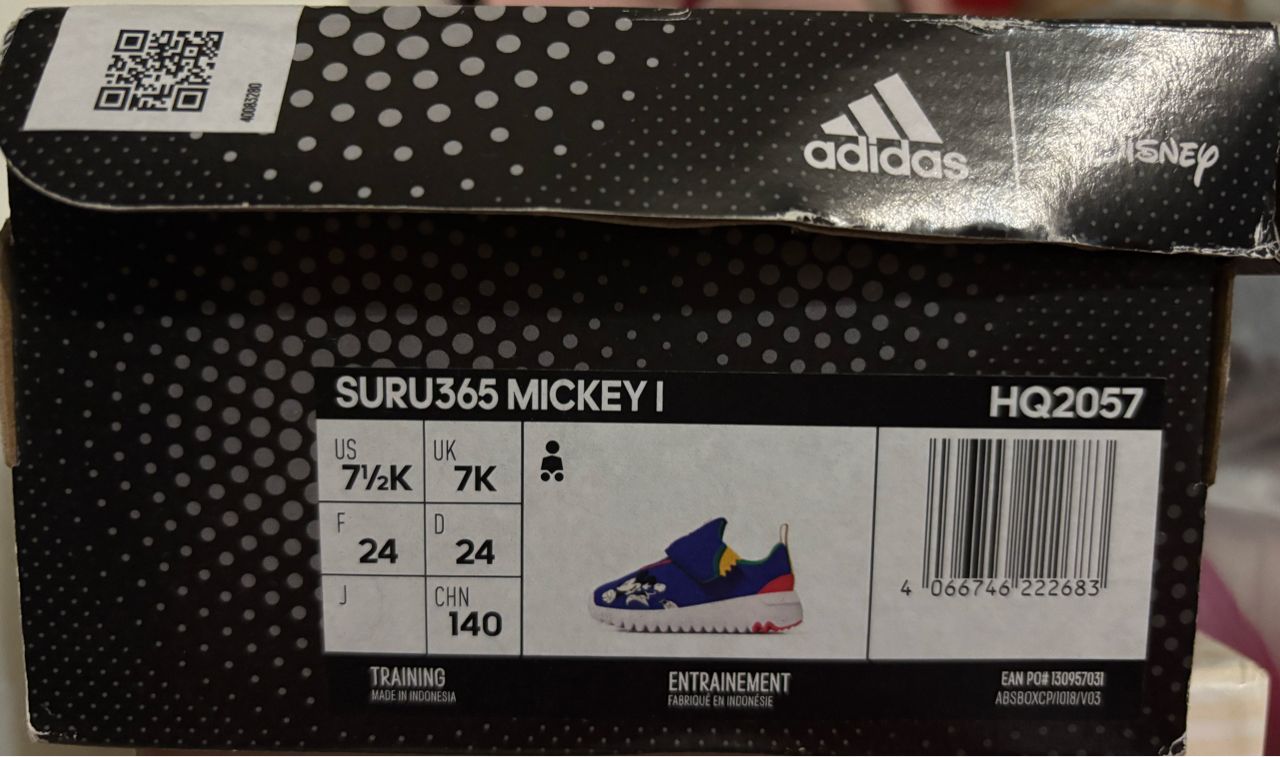 40083280
adidas
DISNEY
SURU365 MICKEY I
HQ2057
US
7½K
UK
7K
F
24
D
24
J
CHN
140
4 066746 222683
TRAINING
MADE IN INDONESIA
ENTRAINEMENT
FABRIQUÉ EN INDONÉSIE
EAN PO# 130957031
ABSBOXCP/1018/V03